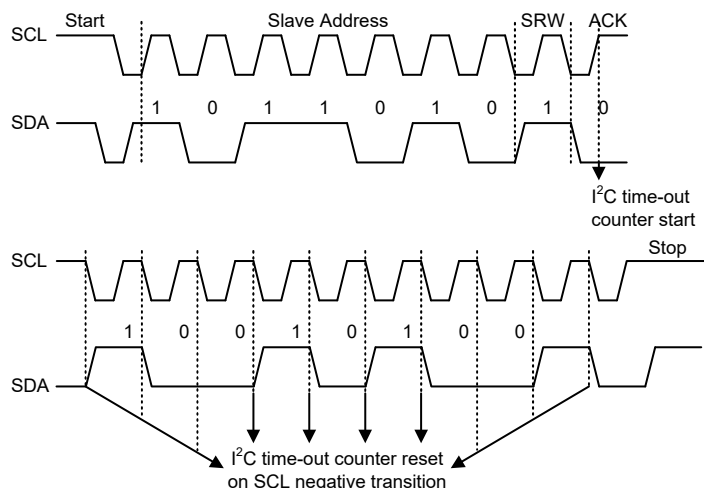 Start Slave Address SRW ACK
SCL
1 0 1 1 0 1 0 1 0
SDA
I²C time-out
counter start
Stop
SCL
1 0 0 1 0 1 0 0
SDA
I²C time-out counter reset
on SCL negative transition